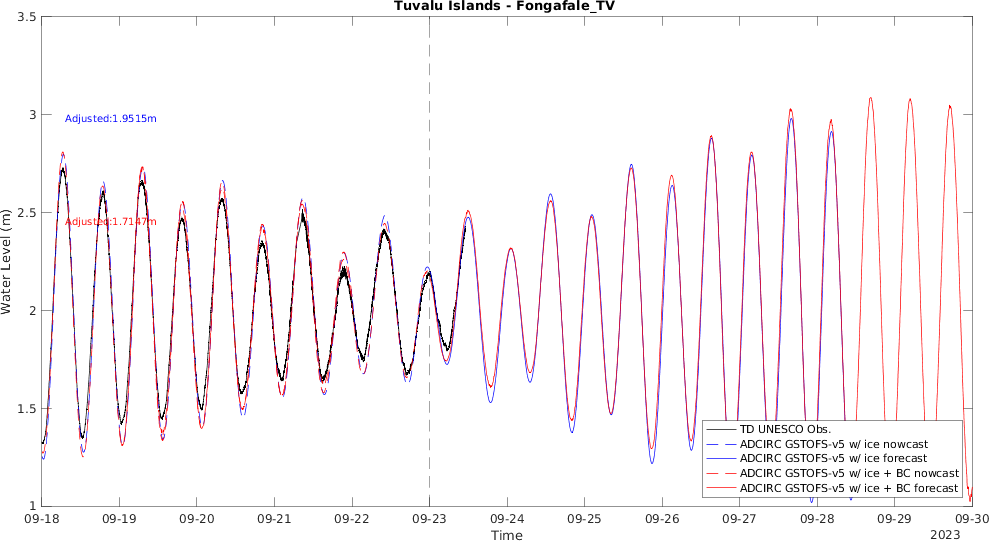 Tuvalu Islands - Fongafale_TV
3.5
3
2.5
2
1.5
1
Water Level (m)
Adjusted:1.9515m
Adjusted:1.7147m
TD UNESCO Obs.
ADCIRC GSTOFS-v5 w/ ice nowcast
ADCIRC GSTOFS-v5 w/ ice forecast
ADCIRC GSTOFS-v5 w/ ice + BC nowcast
ADCIRC GSTOFS-v5 w/ ice + BC forecast
09-18 09-19 09-20 09-21 09-22 09-23 09-24 09-25 09-26 09-27 09-28 09-29 09-30
Time
2023